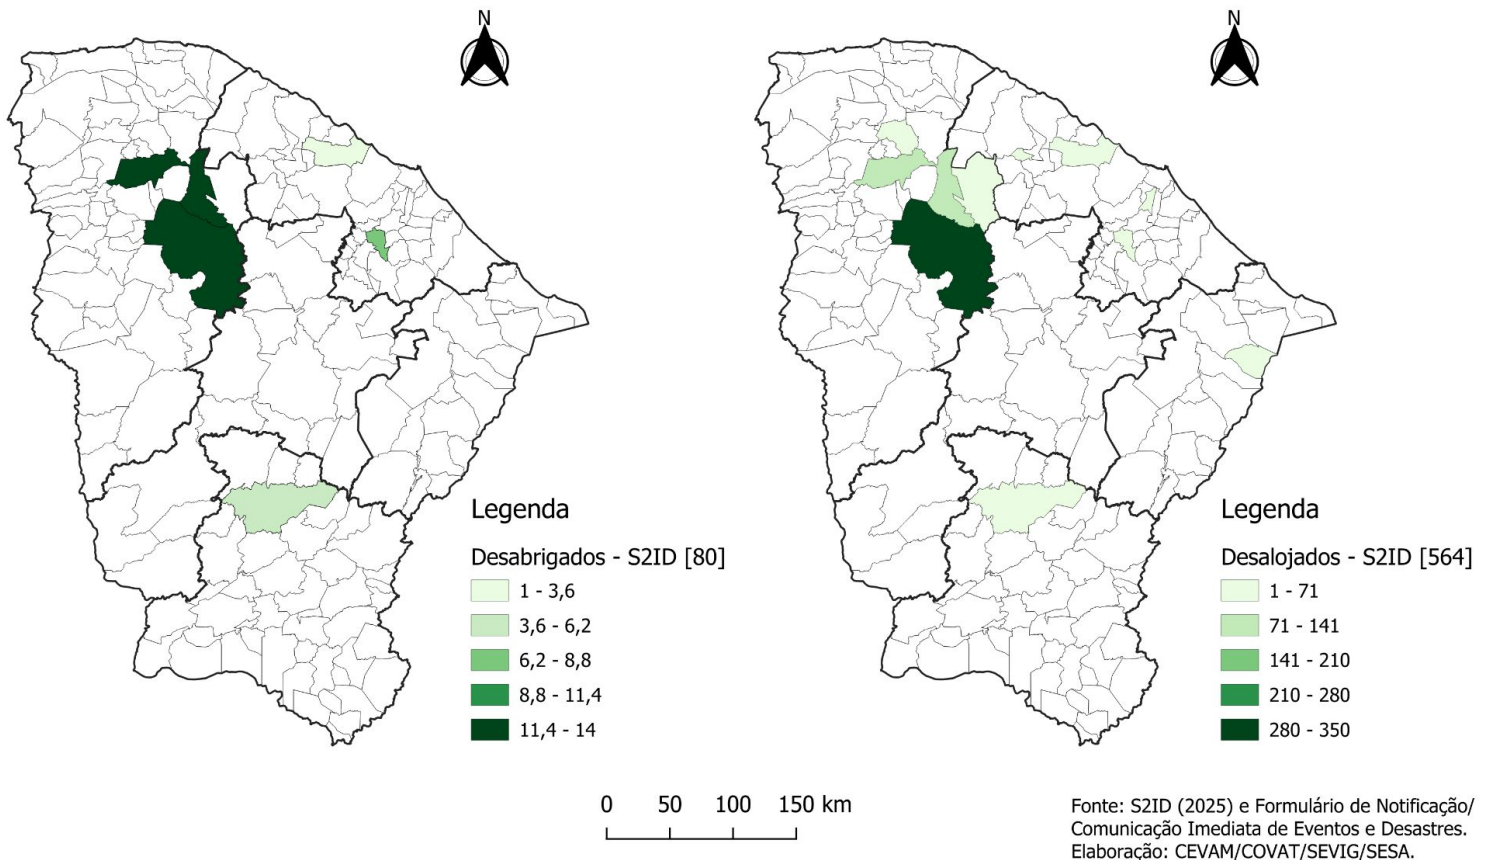 N
N
Legenda
Desabrigados - S2ID [80]
1 - 3,6
3,6 - 6,2
6,2 - 8,8
8,8 - 11,4
11,4 - 14
Legenda
Desalojados - S2ID [564]
1 - 71
71 - 141
141 - 210
210 - 280
280 - 350
0 50 100 150 km
Fonte: S2ID (2025) e Formulário de Notificação/
Comunicação Imediata de Eventos e Desastres.
Elaboração: CEVAM/COVAT/SEVIG/SESA.